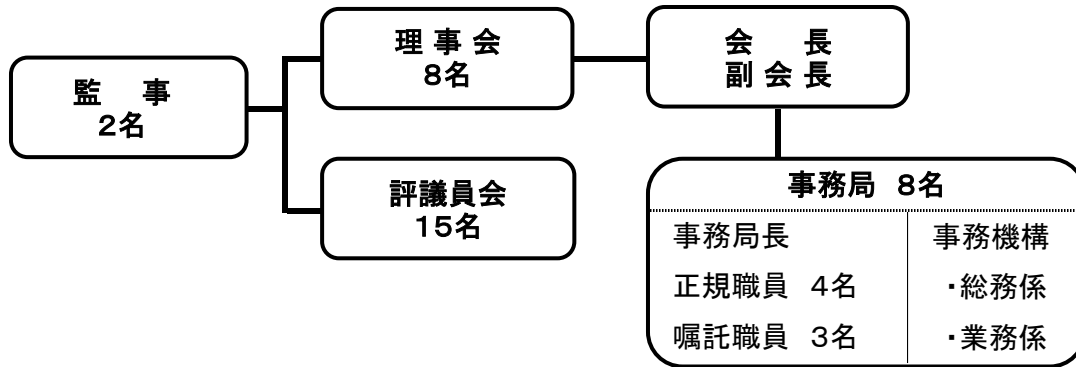 監　事
２名
理 事 会
８名
評議員会
１５名
会　長
副 会 長
事務局　８名
事務局長
正規職員　４名
嘱託職員　３名
事務機構
・総務係
・業務係